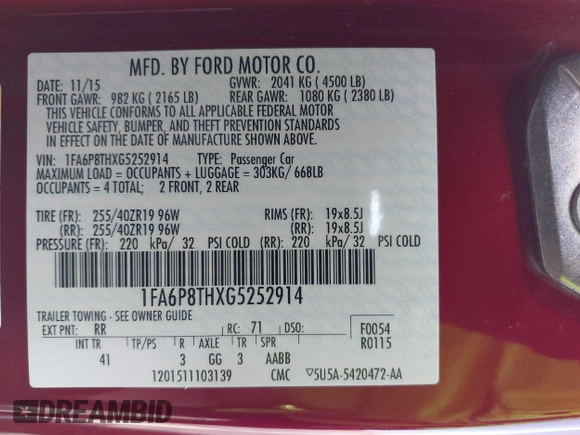 MFD. BY FORD MOTOR CO.
DATE: 11/15 GVWR: 2041 KG ( 4500 LB)
FRONT GAWR: 982 KG ( 2165 LB) REAR GAWR: 1080 KG ( 2380 LB)
THIS VEHICLE CONFORMS TO ALL APPLICABLE FEDERAL MOTOR
VEHICLE SAFETY, BUMPER, AND THEFT PREVENTION STANDARDS
IN EFFECT ON THE DATE OF MANUFACTURE SHOWN ABOVE.
VIN: 1FA6P8THXG5252914 TYPE: Passenger Car
MAXIMUM LOAD = OCCUPANTS + LUGGAGE = 303KG/ 668LB
OCCUPANTS = 4 TOTAL; 2 FRONT, 2 REAR
TIRE (FR): 255/40ZR19 96W RIMS (FR): 19x8.5J
(RR): 255/40ZR19 96W (RR): 19x8.5J
PRESSURE (FR): 220 kPa/ 32 PSI COLD (RR): 220 kPa/ 32 PSI COLD
1FA6P8THXG5252914
TRAILER TOWING - SEE OWNER GUIDE
EXT PNT: RR RC: 71 DSO: F0054
INT TR TP/PS R AXLE TR SPR R0115
41 3 GG 3 AABB
1201511103139 CMC 5U5A-5420472-AA
DREAMBID